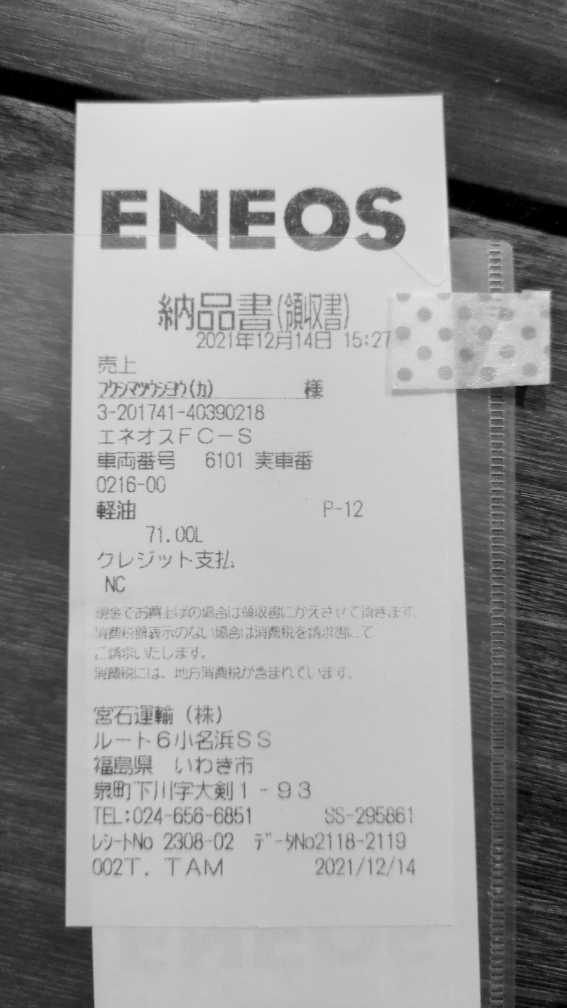 ENEOS
納品書(領収書)
2021年12月14日 15:27
売上
フクシマツウシヨウ(カ) 様
3-201741-40390218
エネオスFC-S
車両番号 6101 実車番
0216-00
軽油 P-12
71.00L
クレジット支払
NC
現金でお買上げの場合は領収書にかえさせて頂きます。
消費税額表示のない場合は消費税を請求書にて
ご請求いたします。
消費税には、地方消費税が含まれています。
宮石運輸(株)
ルート6小名浜SS
福島県 いわき市
泉町下川字大剣1-93
TEL:024-656-6851 SS-295861
レシートNo 2308-02 データNo2118-2119
002T. TAM 2021/12/14
ENEOS